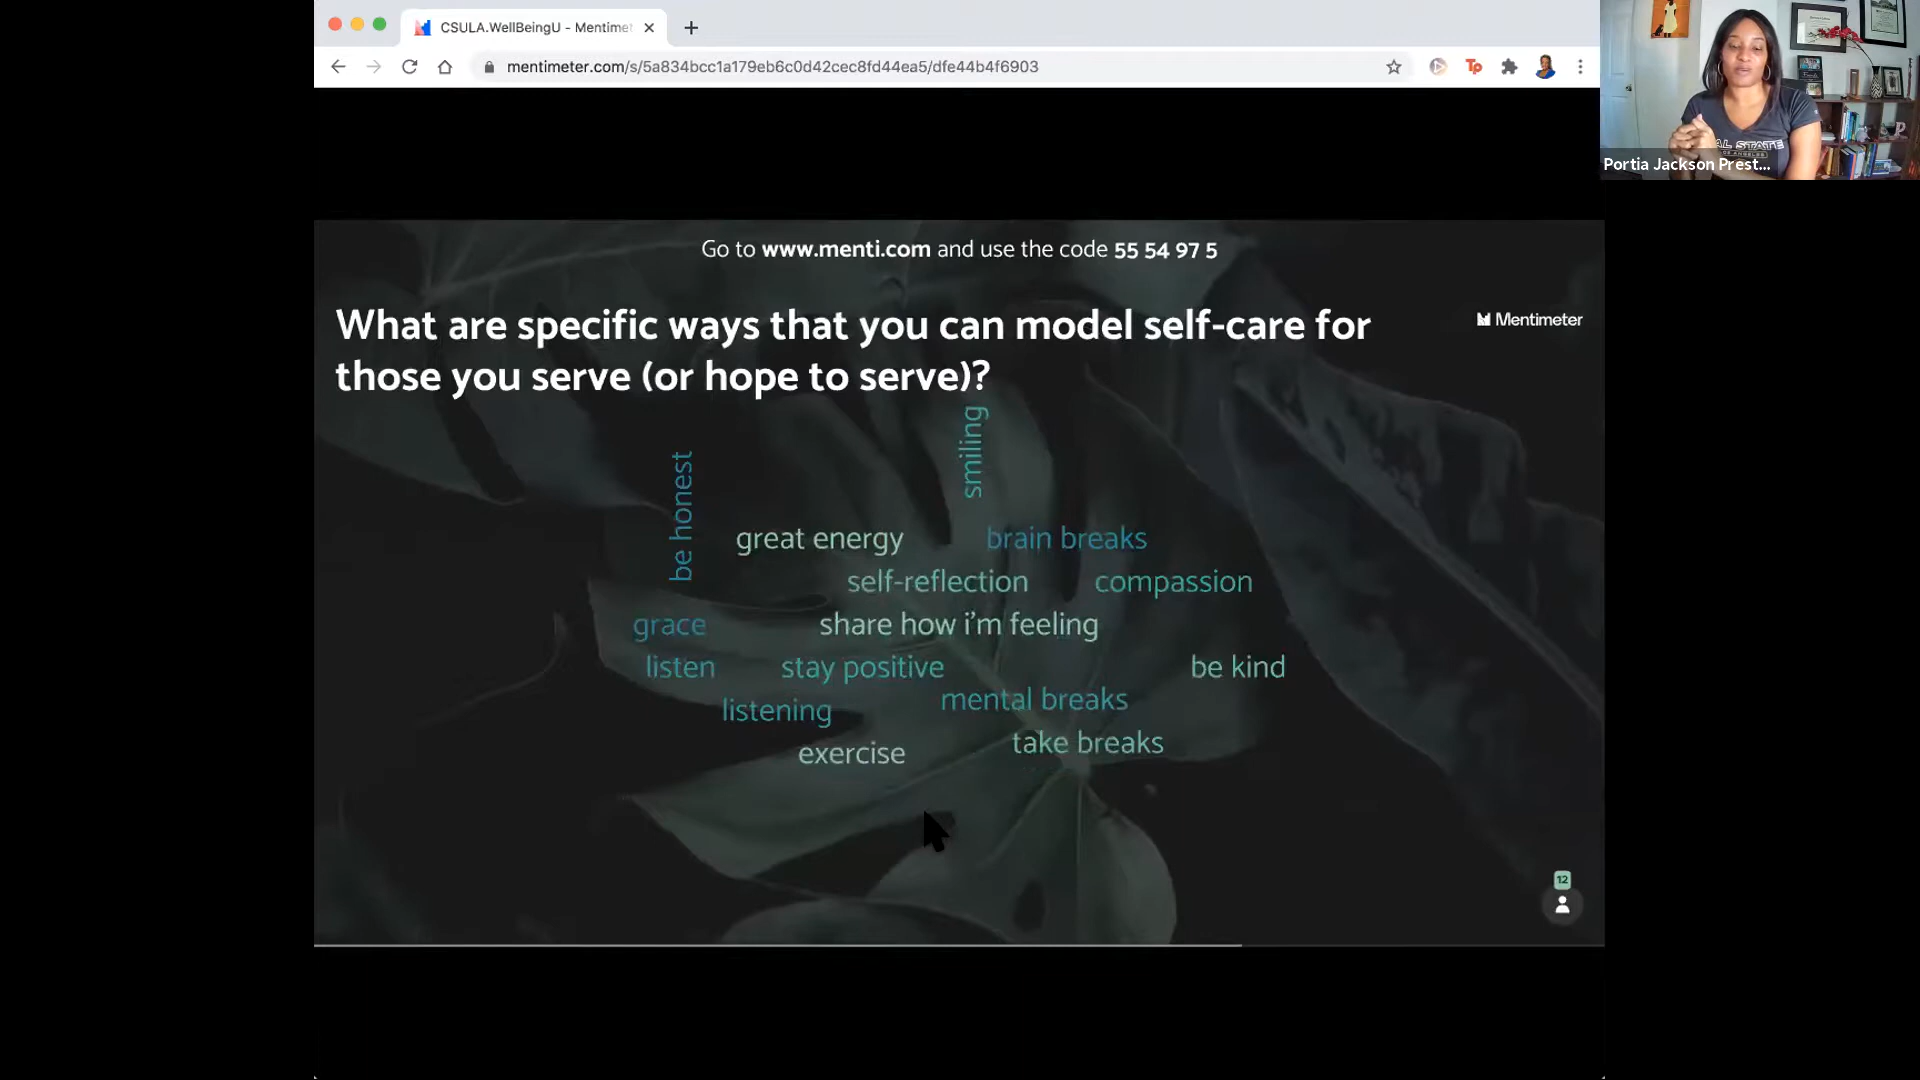 CSULA.WellBeingU - Mentimet
mentimeter.com/s/5a834bcc1a179eb6c0d42cec8fd44ea5/dfe44b4f6903
Tp
AL STATE
Portia Jackson Prest...
Go to www.menti.com and use the code 55 54 97 5
What are specific ways that you can model self-care for
those you serve (or hope to serve)?
Mentimeter
smiling
be honest
great energy
brain breaks
self-reflection
compassion
grace
share how i'm feeling
listen
stay positive
be kind
mental breaks
listening
take breaks
exercise
12